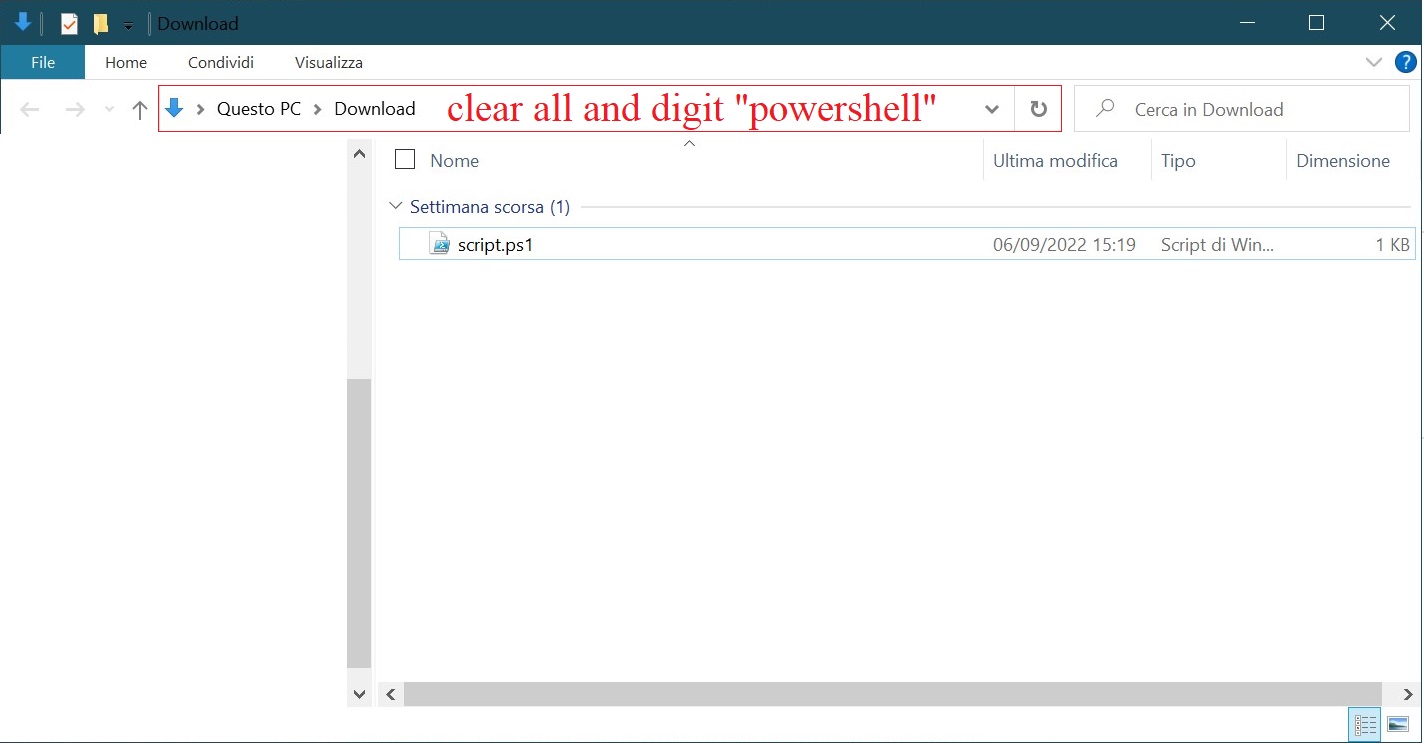 Download
File Home Condividi Visualizza
Questo PC Download clear all and digit "powershell" Cerca in Download
Nome Ultima modifica Tipo Dimensione
Settimana scorsa (1)
script.ps1 06/09/2022 15:19 Script di Win... 1 KB